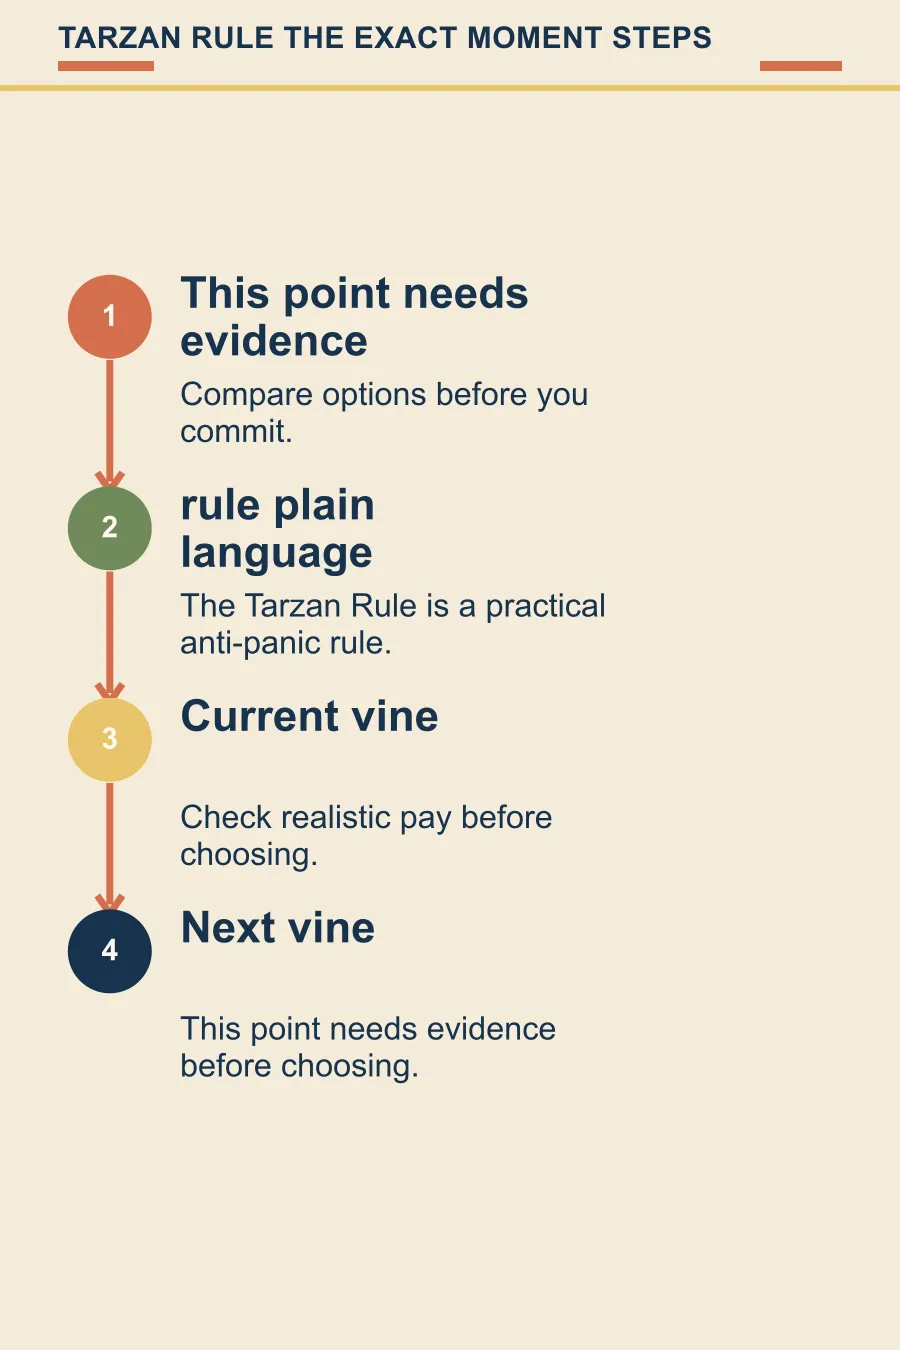 TARZAN RULE THE EXACT MOMENT STEPS
1
This point needs
evidence
Compare options before you
commit.
2
rule plain
language
The Tarzan Rule is a practical
anti-panic rule.
3
Current vine
Check realistic pay before
choosing.
4
Next vine
This point needs evidence
before choosing.